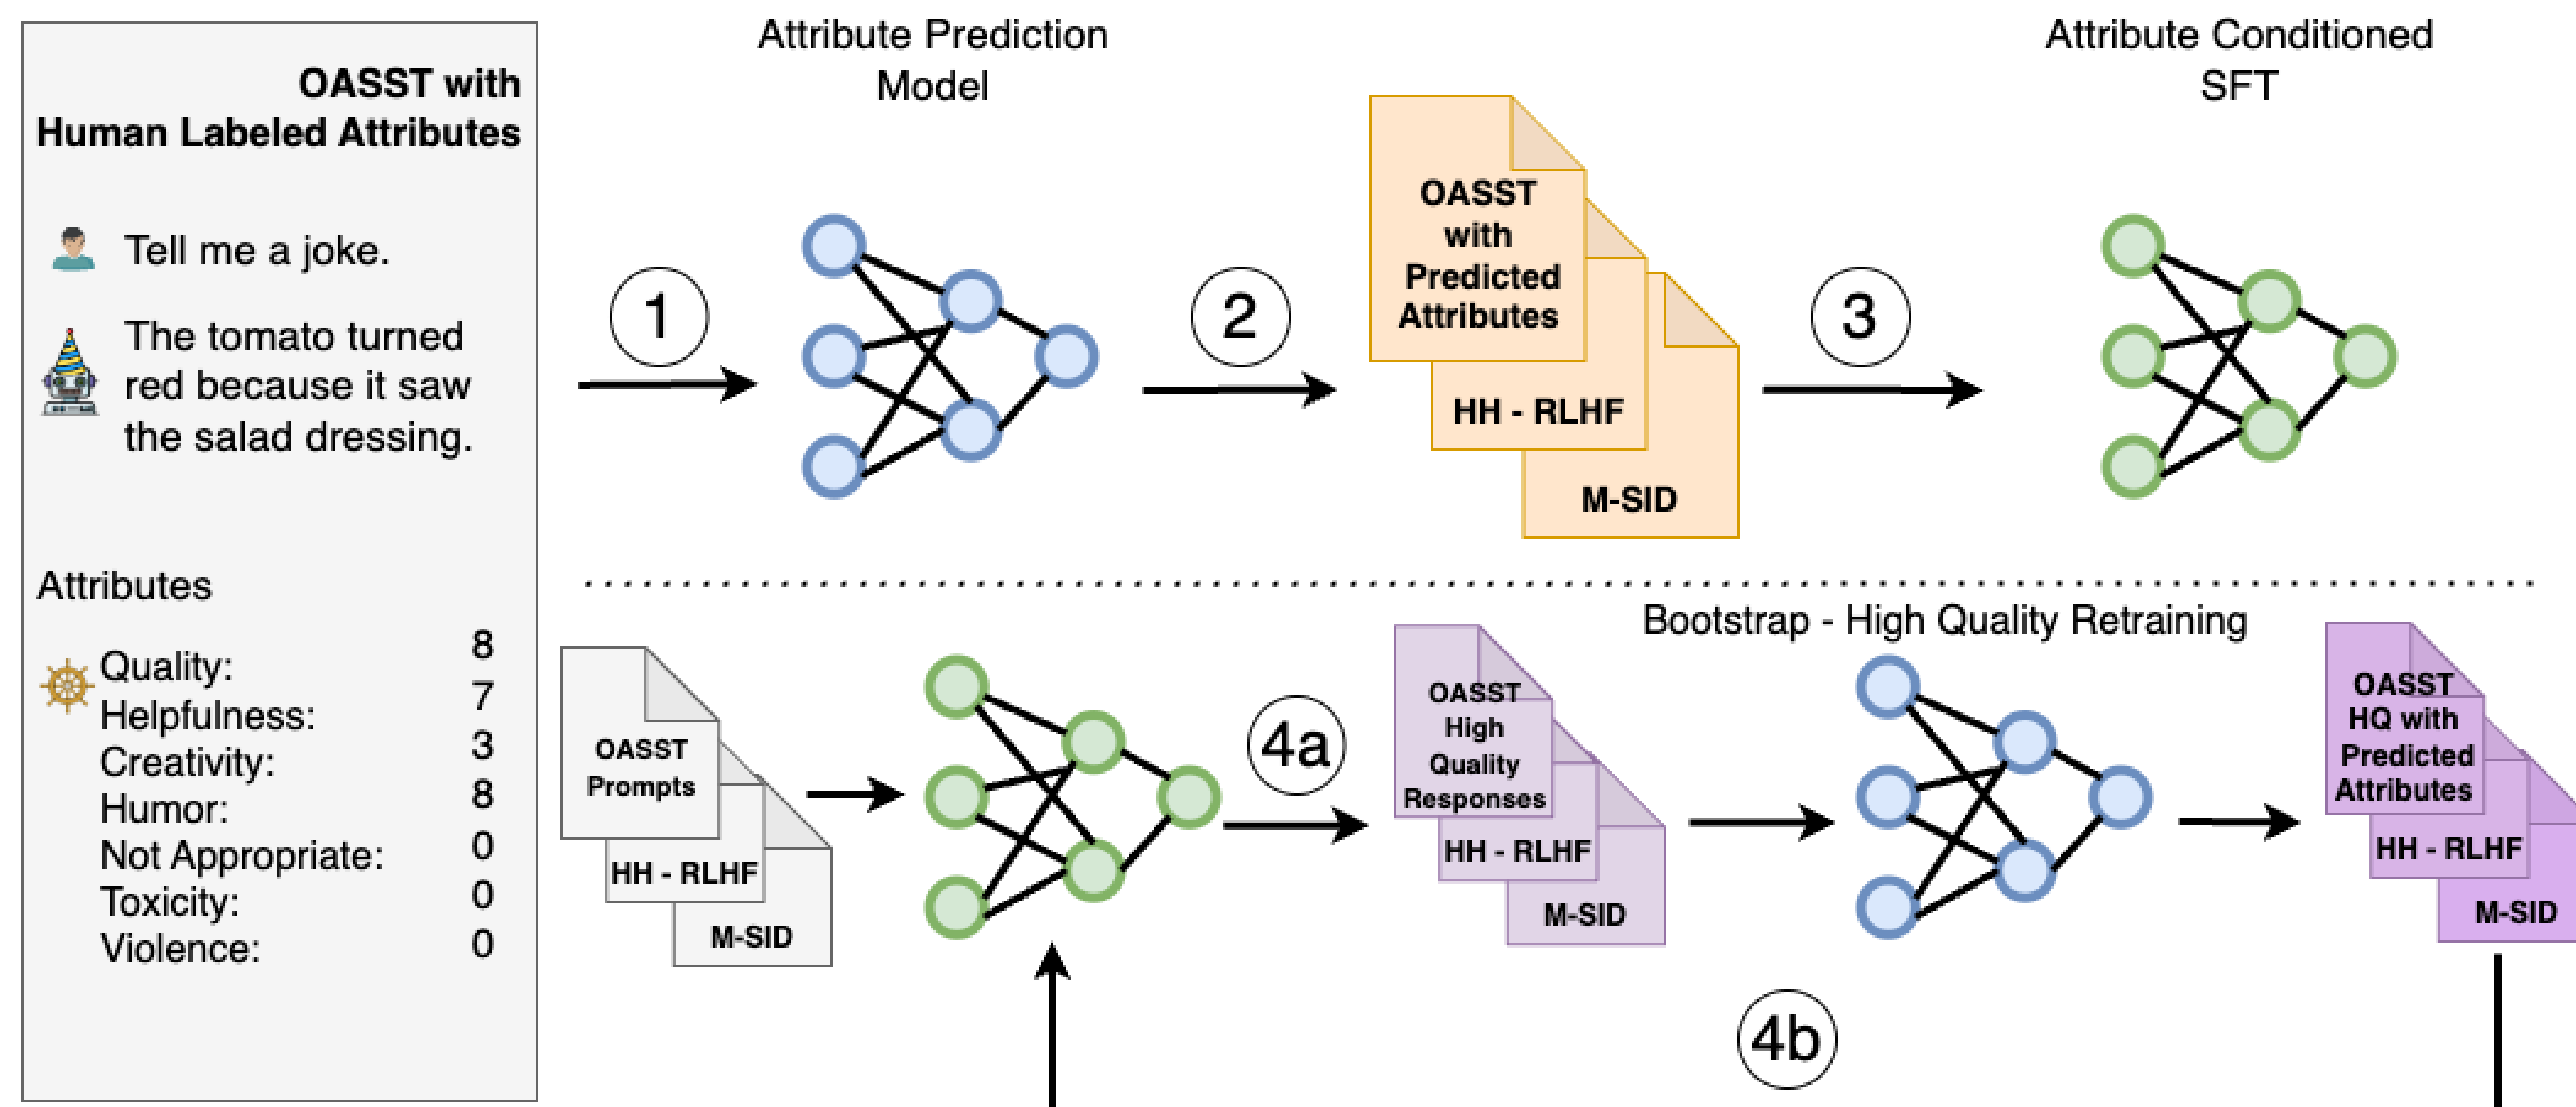 OASST with
Human Labeled Attributes
Tell me a joke.
The tomato turned
red because it saw
the salad dressing.
Attributes
Quality: 8
Helpfulness: 7
Creativity: 3
Humor: 8
Not Appropriate: 0
Toxicity: 0
Violence: 0
Attribute Prediction
Model
Attribute Conditioned
SFT
1
2
OASST
with
Predicted
Attributes
HH - RLHF
M-SID
3
Bootstrap - High Quality Retraining
OASST
Prompts
HH - RLHF
M-SID
4a
OASST
High
Quality
Responses
HH - RLHF
M-SID
4b
OASST
HQ with
Predicted
Attributes
HH - RLHF
M-SID